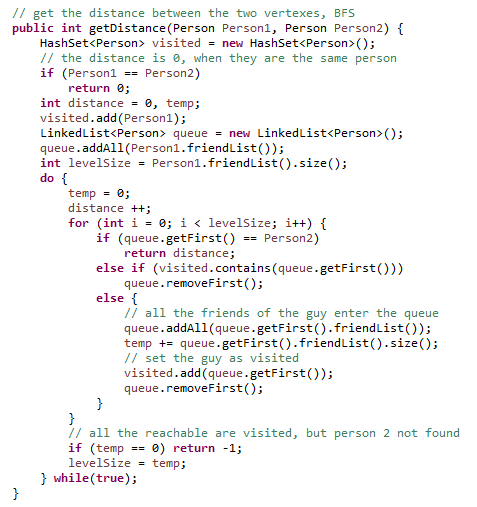 // get the distance between the two vertexes, BFS
public int getDistance(Person Person1, Person Person2) {
    HashSet<Person> visited = new HashSet<Person>();
    // the distance is 0, when they are the same person
    if (Person1 == Person2)
        return 0;
    int distance = 0, temp;
    visited.add(Person1);
    LinkedList<Person> queue = new LinkedList<Person>();
    queue.addAll(Person1.friendList());
    int levelSize = Person1.friendList().size();
    do {
        temp = 0;
        distance ++;
        for (int i = 0; i < levelSize; i++) {
            if (queue.getFirst() == Person2)
                return distance;
            else if (visited.contains(queue.getFirst()))
                queue.removeFirst();
            else {
                // all the friends of the guy enter the queue
                queue.addAll(queue.getFirst().friendList());
                temp += queue.getFirst().friendList().size();
                // set the guy as visited
                visited.add(queue.getFirst());
                queue.removeFirst();
            }
        }
        // all the reachable are visited, but person 2 not found
        if (temp == 0) return -1;
        levelSize = temp;
    } while(true);
}